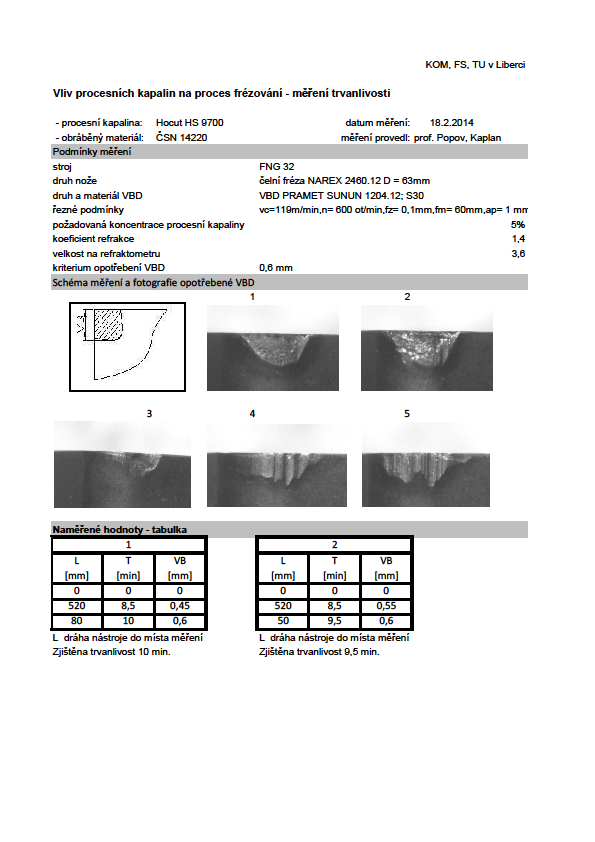 KOM, FS, TU v Liberci
Vliv procesních kapalin na proces frézování - měření trvanlivosti
- procesní kapalina: Hocut HS 9700 datum měření: 18.2.2014
- obráběný materiál: ČSN 14220 měření provedl: prof. Popov, Kaplan
Podmínky měření
stroj FNG 32
druh nože čelní fréza NAREX 2460.12 D = 63mm
druh a materiál VBD VBD PRAMET SUNUN 1204.12; S30
řezné podmínky vc=119m/min,n= 600 ot/min,fz= 0,1mm,fm= 60mm,ap= 1 mm
požadovaná koncentrace procesní kapaliny 5%
koeficient refrakce 1,4
velkost na refraktometru 3,6
kriterium opotřebení VBD 0,6 mm
Schéma měření a fotografie opotřebené VBD
1 2
3 4 5
Naměřené hodnoty - tabulka
1 2
L T VB L T VB
[mm] [min] [mm] [mm] [min] [mm]
0 0 0 0 0 0
520 8,5 0,45 520 8,5 0,55
80 10 0,6 50 9,5 0,6
L dráha nástroje do místa měření L dráha nástroje do místa měření
Zjištěna trvanlivost 10 min. Zjištěna trvanlivost 9,5 min.